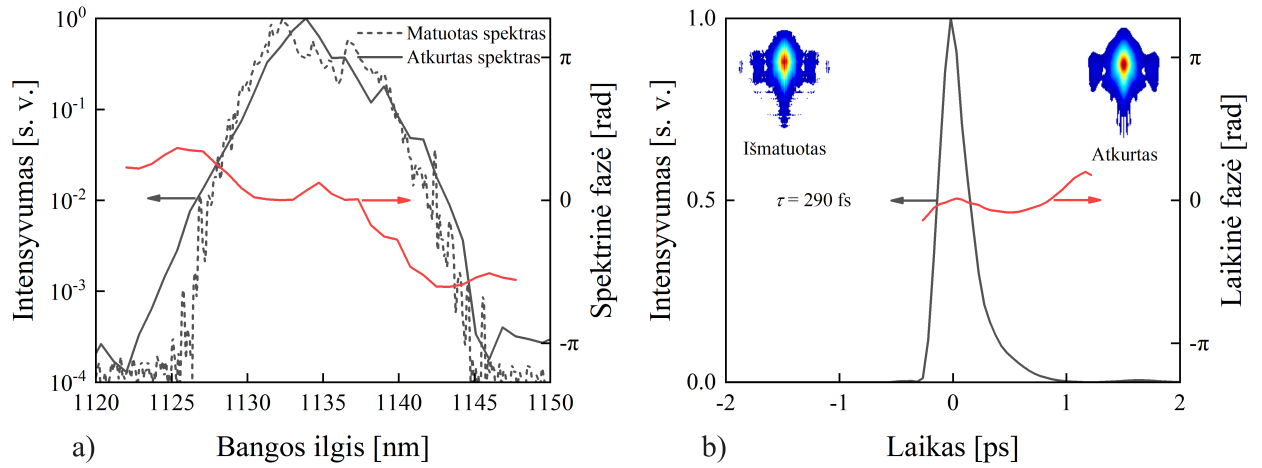 10⁰
10⁻¹
10⁻²
10⁻³
10⁻⁴
Intensyvumas [s. v.]
Matuotas spektras
Atkurtas spektras
π
0
-π
Spektrinė fazė [rad]
1120 1125 1130 1135 1140 1145 1150
a) Bangos ilgis [nm]
1.0
0.5
0.0
Intensyvumas [s. v.]
Išmatuotas
Atkurtas
τ = 290 fs
π
0
-π
Laikinė fazė [rad]
-2 -1 0 1 2
b) Laikas [ps]